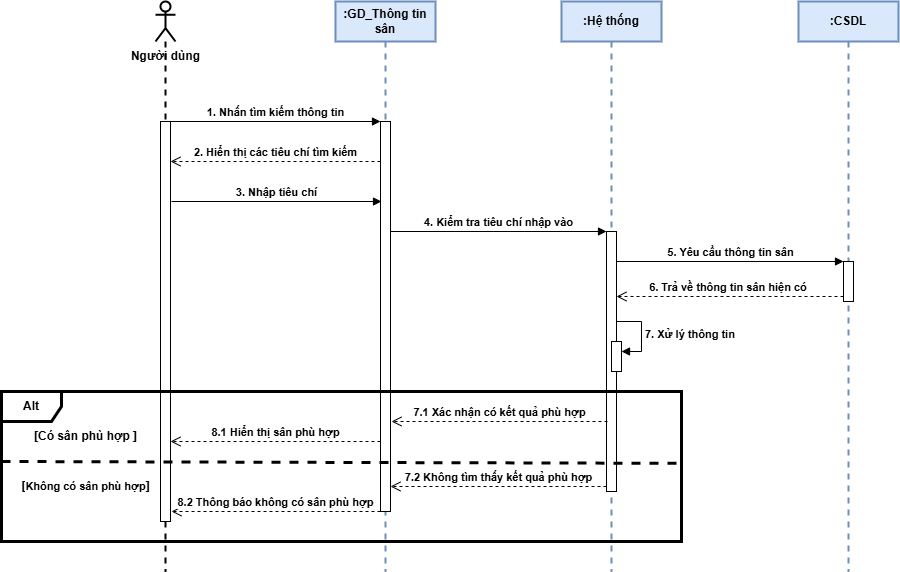 :GD_Thông tin
sân
:Hệ thống
:CSDL
Người dùng
1. Nhấn tìm kiếm thông tin
2. Hiển thị các tiêu chí tìm kiếm
3. Nhập tiêu chí
4. Kiểm tra tiêu chí nhập vào
5. Yêu cầu thông tin sân
6. Trả về thông tin sân hiện có
7. Xử lý thông tin
Alt
7.1 Xác nhận có kết quả phù hợp
8.1 Hiển thị sân phù hợp
[Có sân phù hợp ]
7.2 Không tìm thấy kết quả phù hợp
[Không có sân phù hợp]
8.2 Thông báo không có sân phù hợp